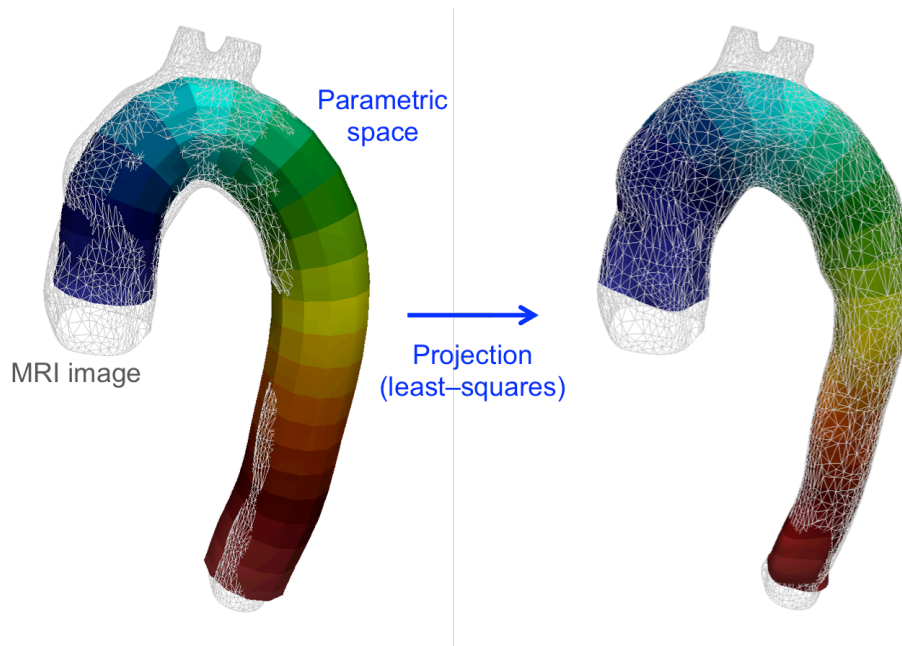 Parametric
space
MRI image
Projection
(least–squares)